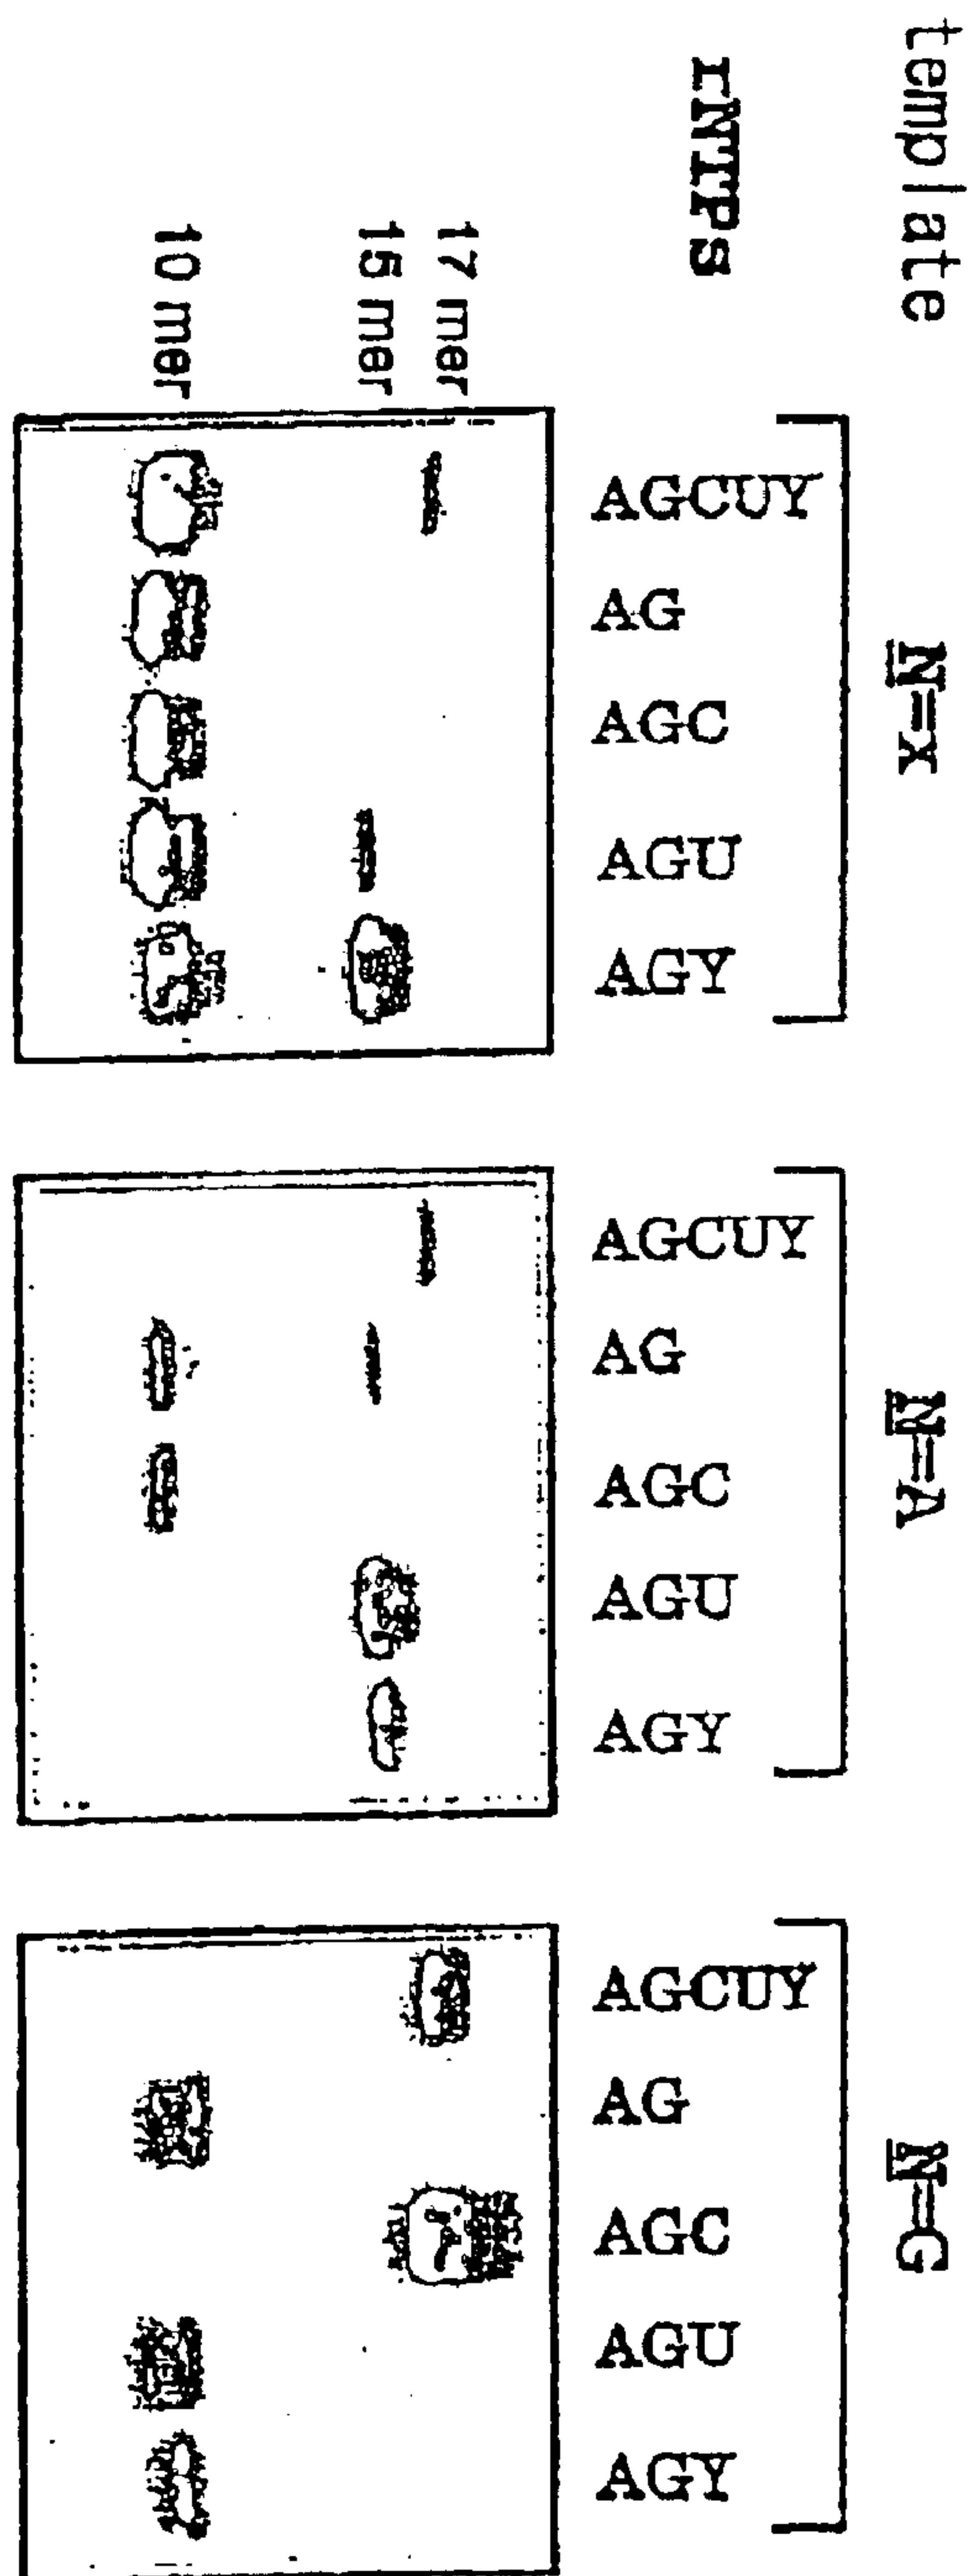 template
N=x
N=A
N=G
rNTPs
AGCUY
AG
AGC
AGU
AGY
AGCUY
AG
AGC
AGU
AGY
AGCUY
AG
AGC
AGU
AGY
17 mer
15 mer
10 mer